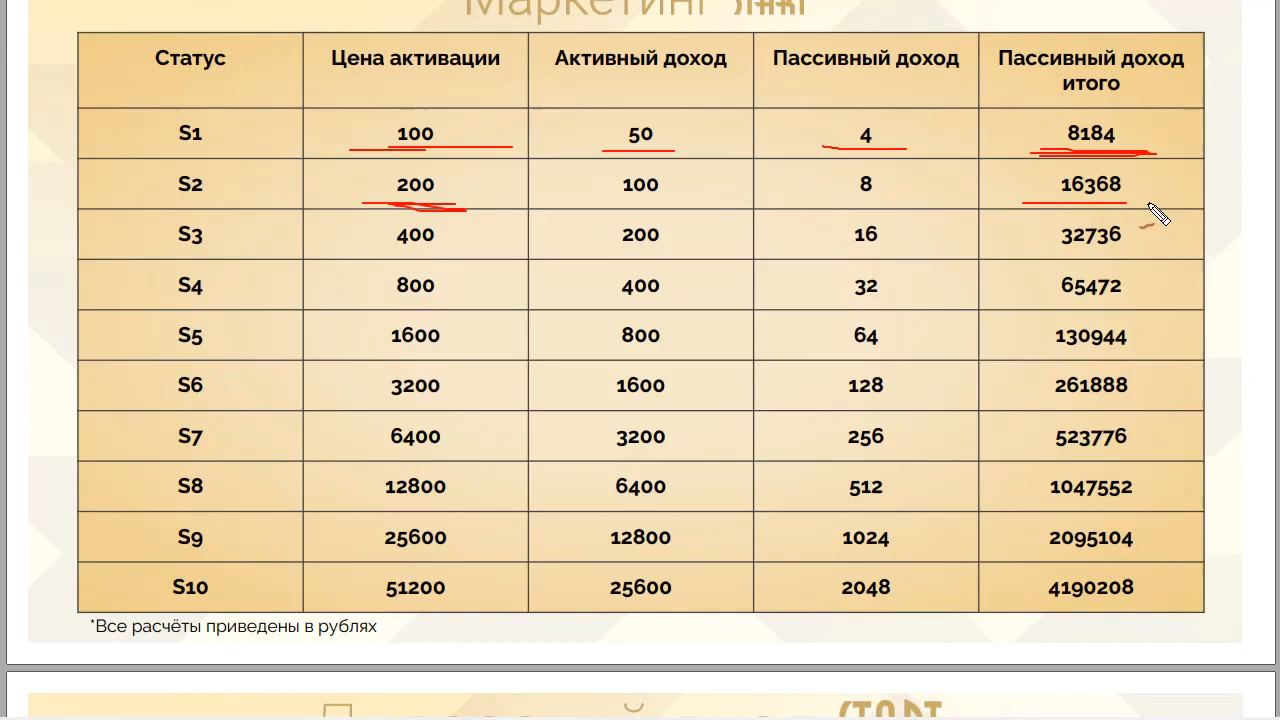 Маркетинг СТАРТ
Статус Цена активации Активный доход Пассивный доход Пассивный доход итого
S1 100 50 4 8184
S2 200 100 8 16368
S3 400 200 16 32736
S4 800 400 32 65472
S5 1600 800 64 130944
S6 3200 1600 128 261888
S7 6400 3200 256 523776
S8 12800 6400 512 1047552
S9 25600 12800 1024 2095104
S10 51200 25600 2048 4190208
*Все расчёты приведены в рублях